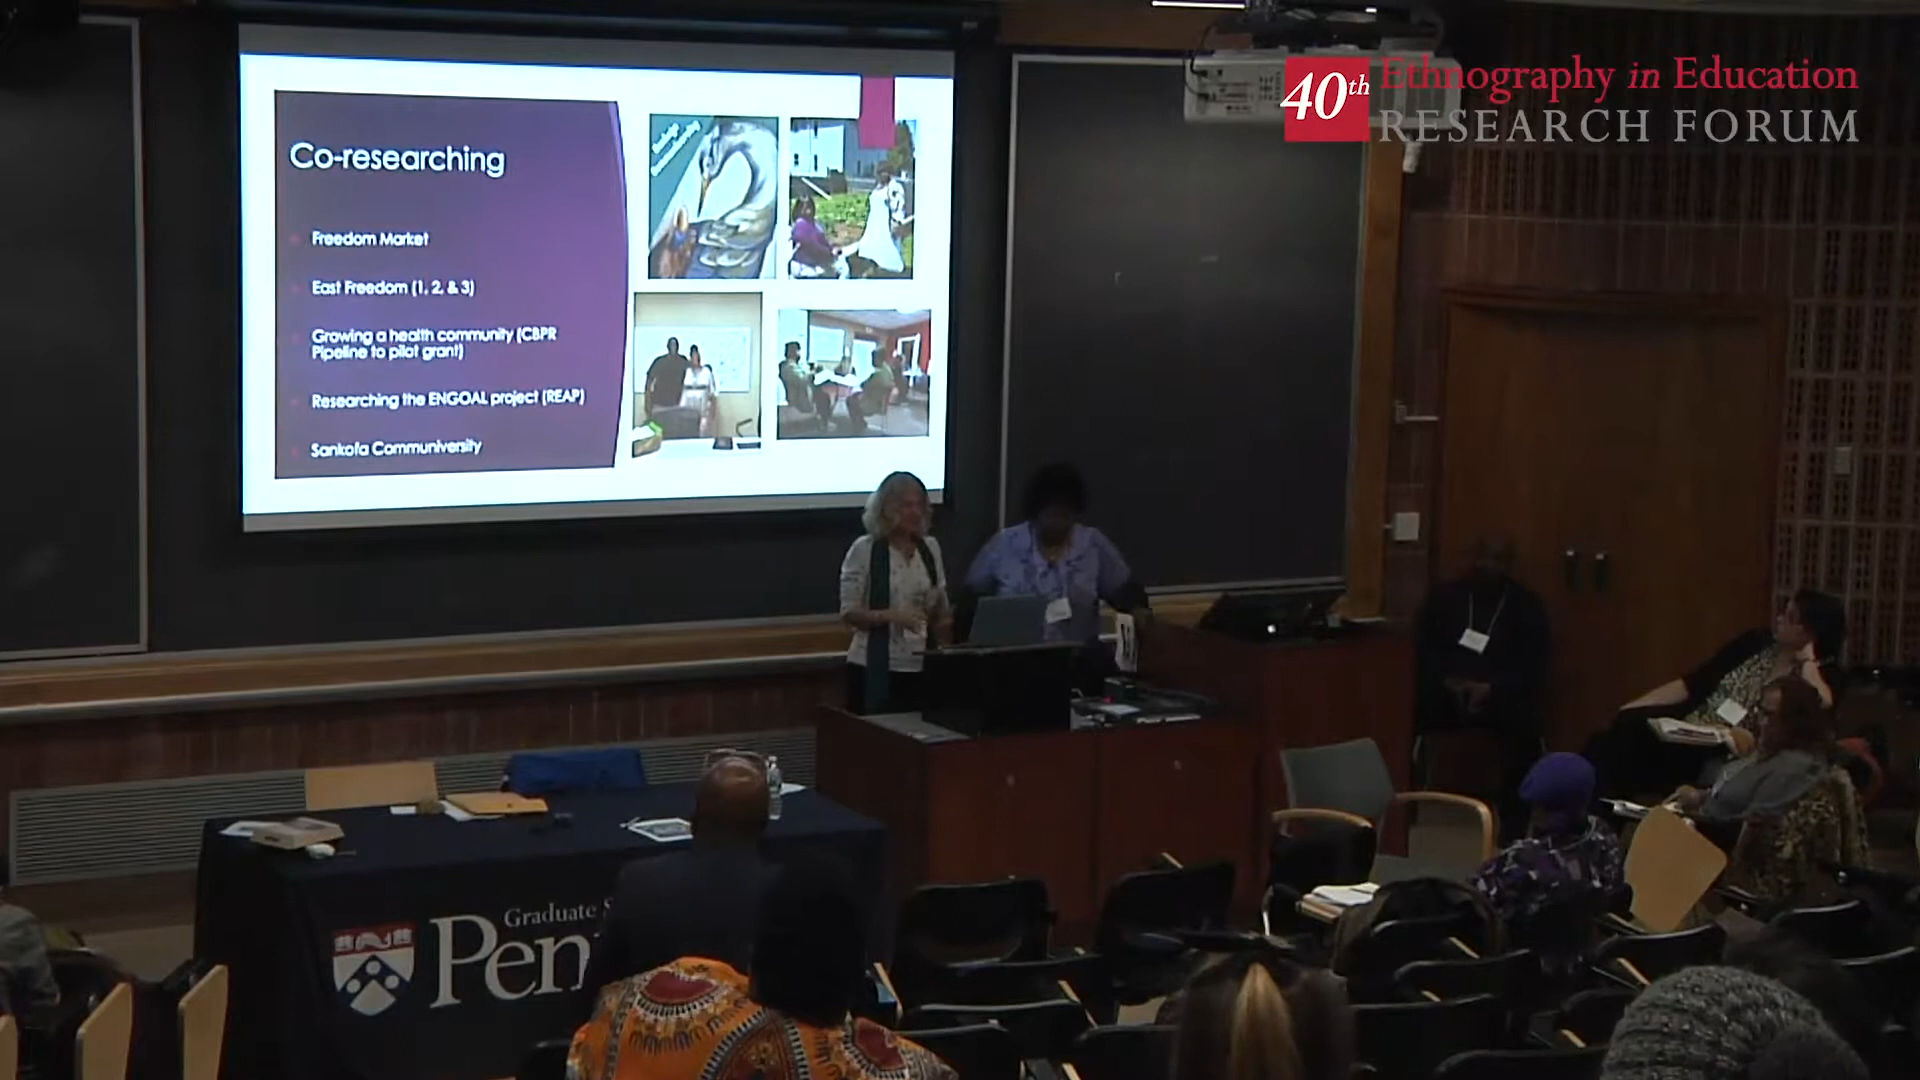 40th Ethnography in Education
RESEARCH FORUM
Co-researching
Freedom Market
East Freedom (1, 2, & 3)
Growing a health community (CBPR
Pipeline to pilot grant)
Researching the ENGOAL project (REAP)
Sankofa Communiversity
Graduate S
Pen